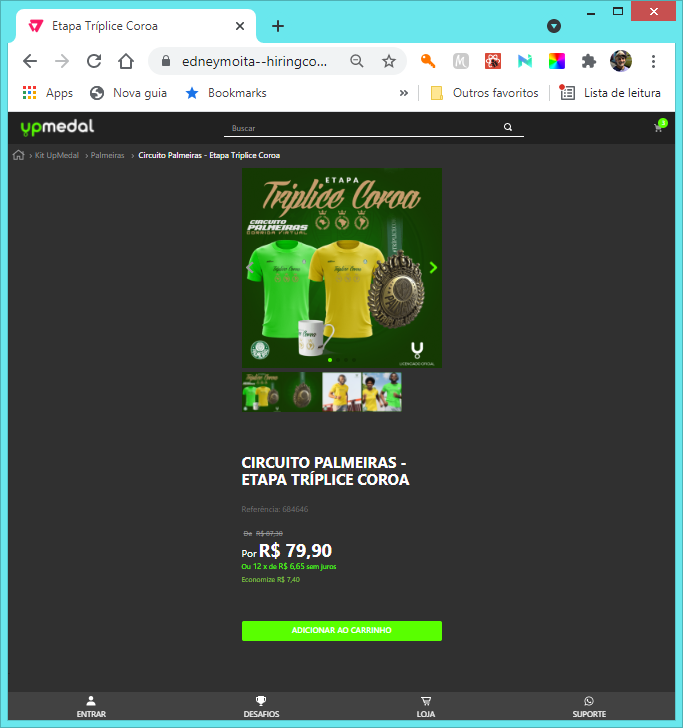 Etapa Tríplice Coroa
edneymoita--hiringco...
Apps
Nova guia
Bookmarks
»
Outros favoritos
Lista de leitura
upmedal
Buscar
3
Kit UpMedal
Palmeiras
Circuito Palmeiras - Etapa Triplice Coroa
ETAPA
Tríplice Coroa
CIRCUITO
PALMEIRAS
CORRIDA VIRTUAL
Tríplice Coroa
Tríplice Coroa
LICENCIADO OFICIAL
CIRCUITO PALMEIRAS -
ETAPA TRÍPLICE COROA
Referência: 684646
De R$ 87,30
Por R$ 79,90
Ou 12 x de R$ 6,65 sem juros
Economize R$ 7,40
ADICIONAR AO CARRINHO
ENTRAR
DESAFIOS
LOJA
SUPORTE